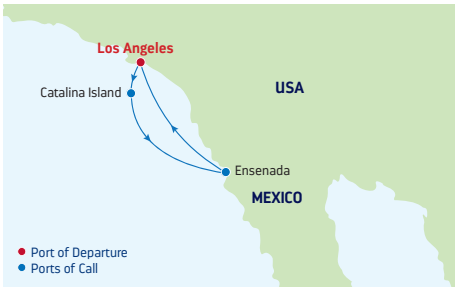 Los Angeles
Catalina Island
USA
Ensenada
MEXICO
Port of Departure
Ports of Call